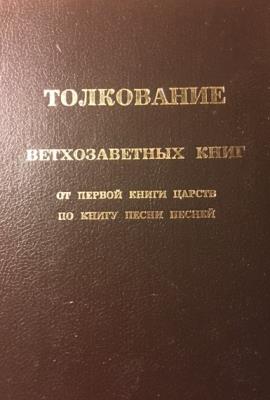 ТОЛКОВАНИЕ
ВЕТХОЗАВЕТНЫХ КНИГ
ОТ ПЕРВОЙ КНИГИ ЦАРСТВ
ПО КНИГУ ПЕСНИ ПЕСНЕЙ